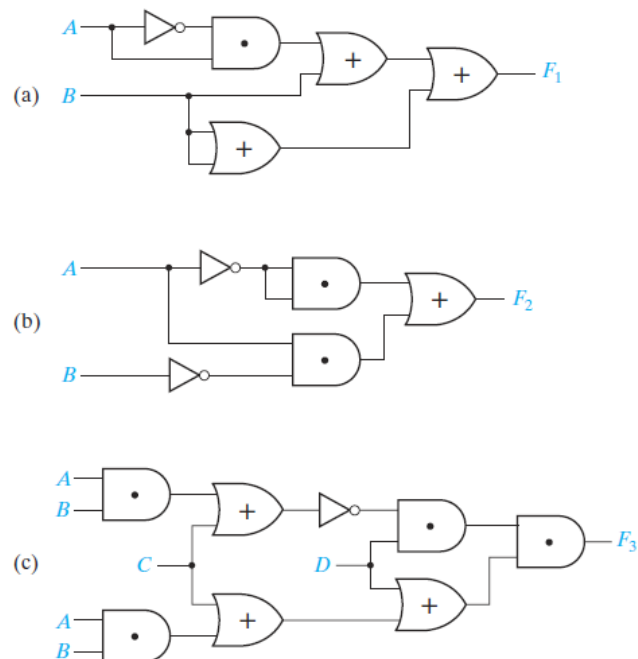 A
• + +
F₁
(a) B
+
A
• + F₂
(b)
•
B
A
B • + • • F₃
(c) C D
A + +
B •